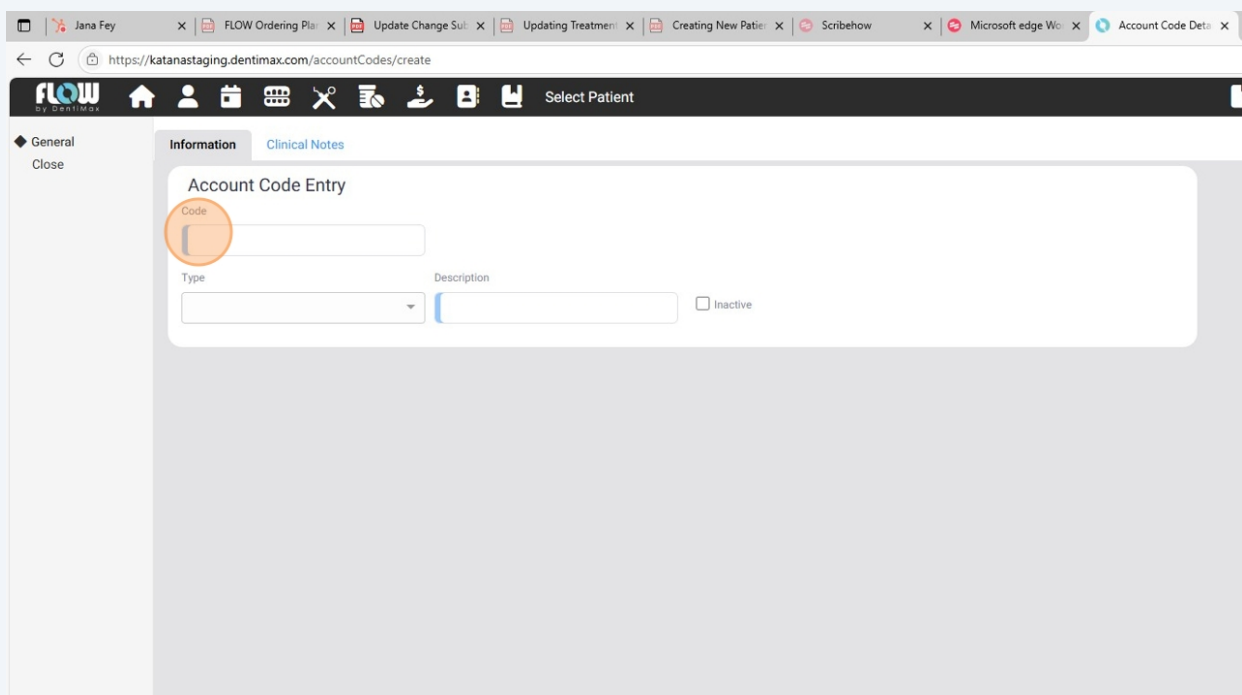 Jana Fey
FLOW Ordering Pla
Update Change Sub
Updating Treatment
Creating New Patie
Scribehow
Microsoft edge Wo
Account Code Deta
https://katanastaging.dentimax.com/accountCodes/create
FLOW
by DentiMax
Select Patient
General
Close
Information Clinical Notes
Account Code Entry
Code
Type Description
Inactive